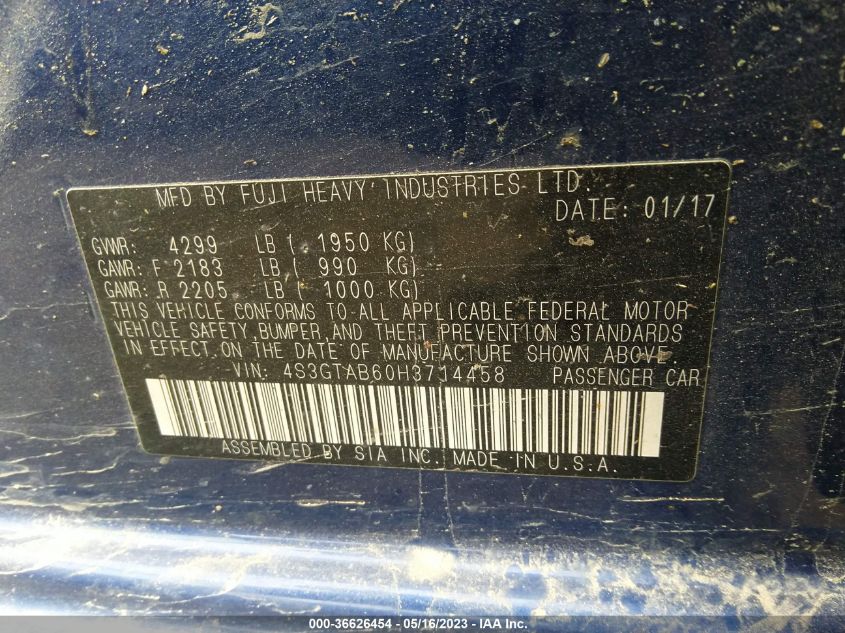 MFD BY FUJI HEAVY INDUSTRIES LTD.
DATE: 01/17
GVWR: 4299 LB ( 1950 KG)
GAWR: F 2183 LB ( 990 KG)
GAWR: R 2205 LB ( 1000 KG)
THIS VEHICLE CONFORMS TO ALL APPLICABLE FEDERAL MOTOR
VEHICLE SAFETY, BUMPER, AND THEFT PREVENTION STANDARDS
IN EFFECT ON THE DATE OF MANUFACTURE SHOWN ABOVE.
VIN: 4S3GTAB60H3714458 PASSENGER CAR
ASSEMBLED BY SIA INC. MADE IN U.S.A.
000-36626454 - 05/16/2023 - IAA Inc.